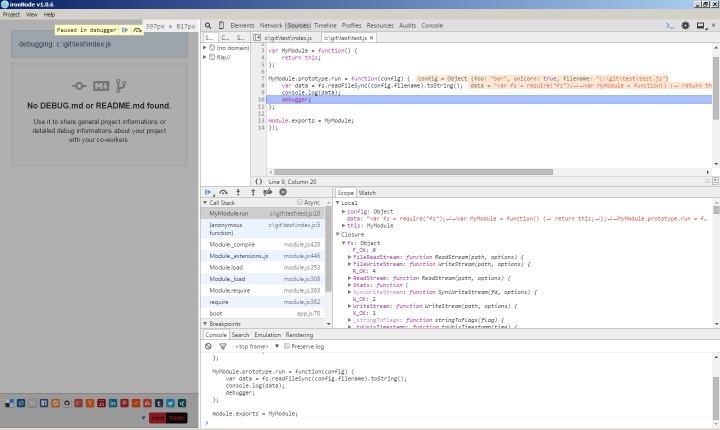 ironNode v1.0.6
Project View Help
Paused in debugger
397px × 817px
debugging: c:\git\test\index.js
No DEBUG.md or README.md found.
Use it to share general project informations or
detailed debug informations about your project
with your co-workers.
Elements Network Sources Timeline Profiles Resources Audits Console
S... C... S...
(no domain)
file://
c:\git\test\index.js c:\git\test\test.js ×
2
3 var MyModule = function() {
4 return this;
5 };
6
7 MyModule.prototype.run = function(config) { config = Object {foo: "bar", unicorn: true, filename: "c:\git\test\test.js"}
8 var data = fs.readFileSync(config.filename).toString(); data = "var fs = require("fs");↵↵var MyModule = function() {↵ return th
9 console.log(data);
10 debugger;
11 };
12
13 module.exports = MyModule;
14 });
{} Line 9, Column 20
Call Stack Async
MyModule.run c:\git\test\test.js:10
(anonymous function) c:\git\test\index.js:5
Module._compile module.js:428
Module._extensions..js module.js:446
Module.load module.js:353
Module._load module.js:308
Module.require module.js:363
require module.js:382
boot app.js:70
Breakpoints
Scope Watch
Local
config: Object
data: "var fs = require("fs");↵↵var MyModule = function() {↵ return this;↵};↵↵MyModule.prototype.run = f…
this: MyModule
Closure
fs: Object
F_OK: 0
FileReadStream: function ReadStream(path, options) {
FileWriteStream: function WriteStream(path, options) {
R_OK: 4
ReadStream: function ReadStream(path, options) {
Stats: function (
SyncWriteStream: function SyncWriteStream(fd, options) {
W_OK: 2
WriteStream: function WriteStream(path, options) {
X_OK: 1
_stringToFlags: function stringToFlags(flag) {
_toUnixTimestamp: function toUnixTimestamp(time) {
Console Search Emulation Rendering
<top frame> Preserve log
};
MyModule.prototype.run = function(config) {
var data = fs.readFileSync(config.filename).toString();
console.log(data);
debugger;
};
module.exports = MyModule;